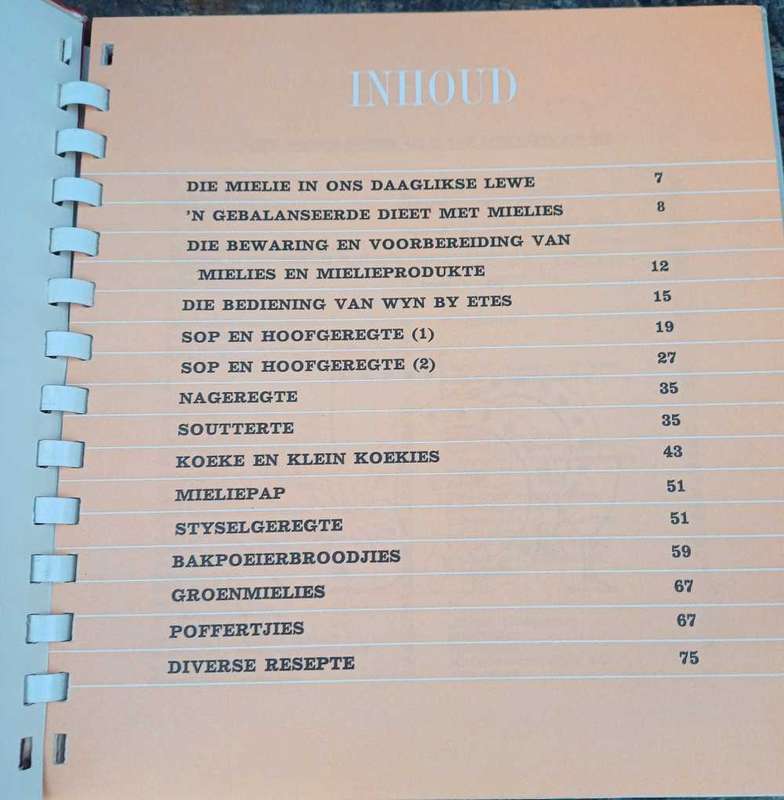 INHOUD
DIE MIELIE IN ONS DAAGLIKSE LEWE 7
'N GEBALANSEERDE DIEET MET MIELIES 8
DIE BEWARING EN VOORBEREIDING VAN
MIELIES EN MIELIEPRODUKTE 12
DIE BEDIENING VAN WYN BY ETES 15
SOP EN HOOFGEREGTE (1) 19
SOP EN HOOFGEREGTE (2) 27
NAGEREGTE 35
SOUTTERTE 35
KOEKE EN KLEIN KOEKIES 43
MIELIEPAP 51
STYSELGEREGTE 51
BAKPOEIERBROODJIES 59
GROENMIELIES 67
POFFERTJIES 67
DIVERSE RESEPTE 75